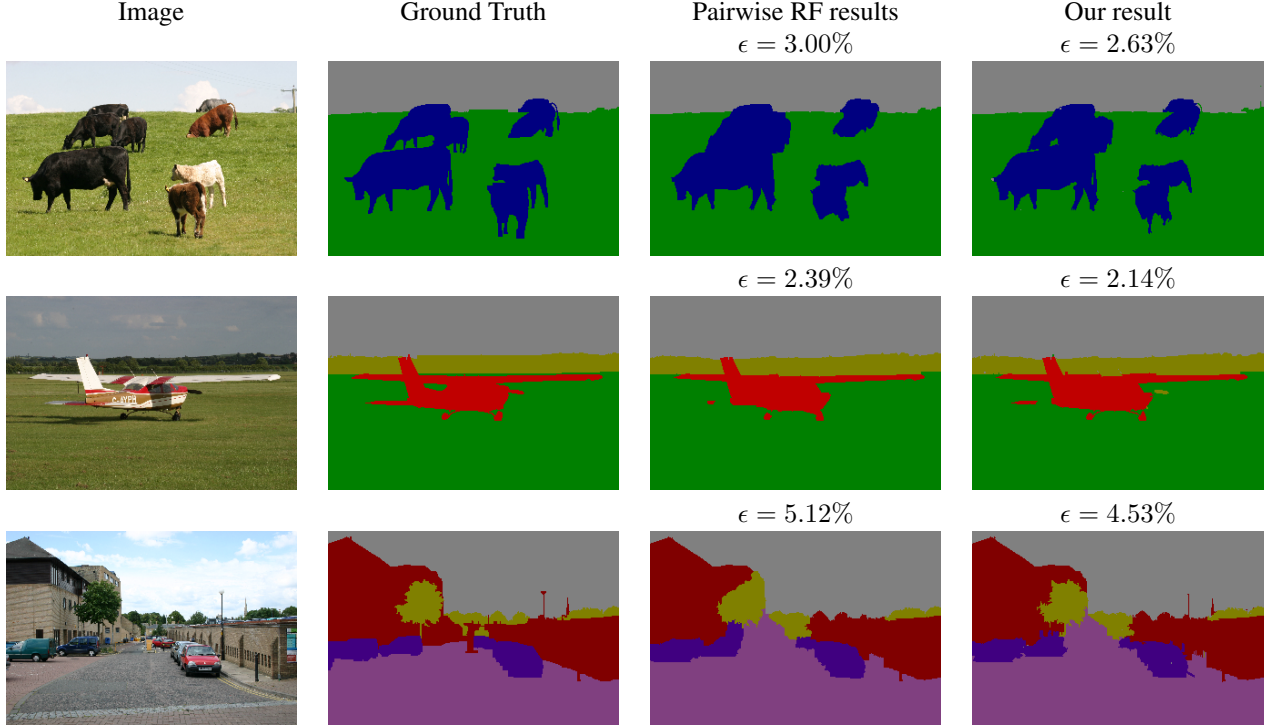 Image Ground Truth Pairwise RF results Our result
ϵ = 3.00% ϵ = 2.63%
ϵ = 2.39% ϵ = 2.14%
G-AYPH
ϵ = 5.12% ϵ = 4.53%